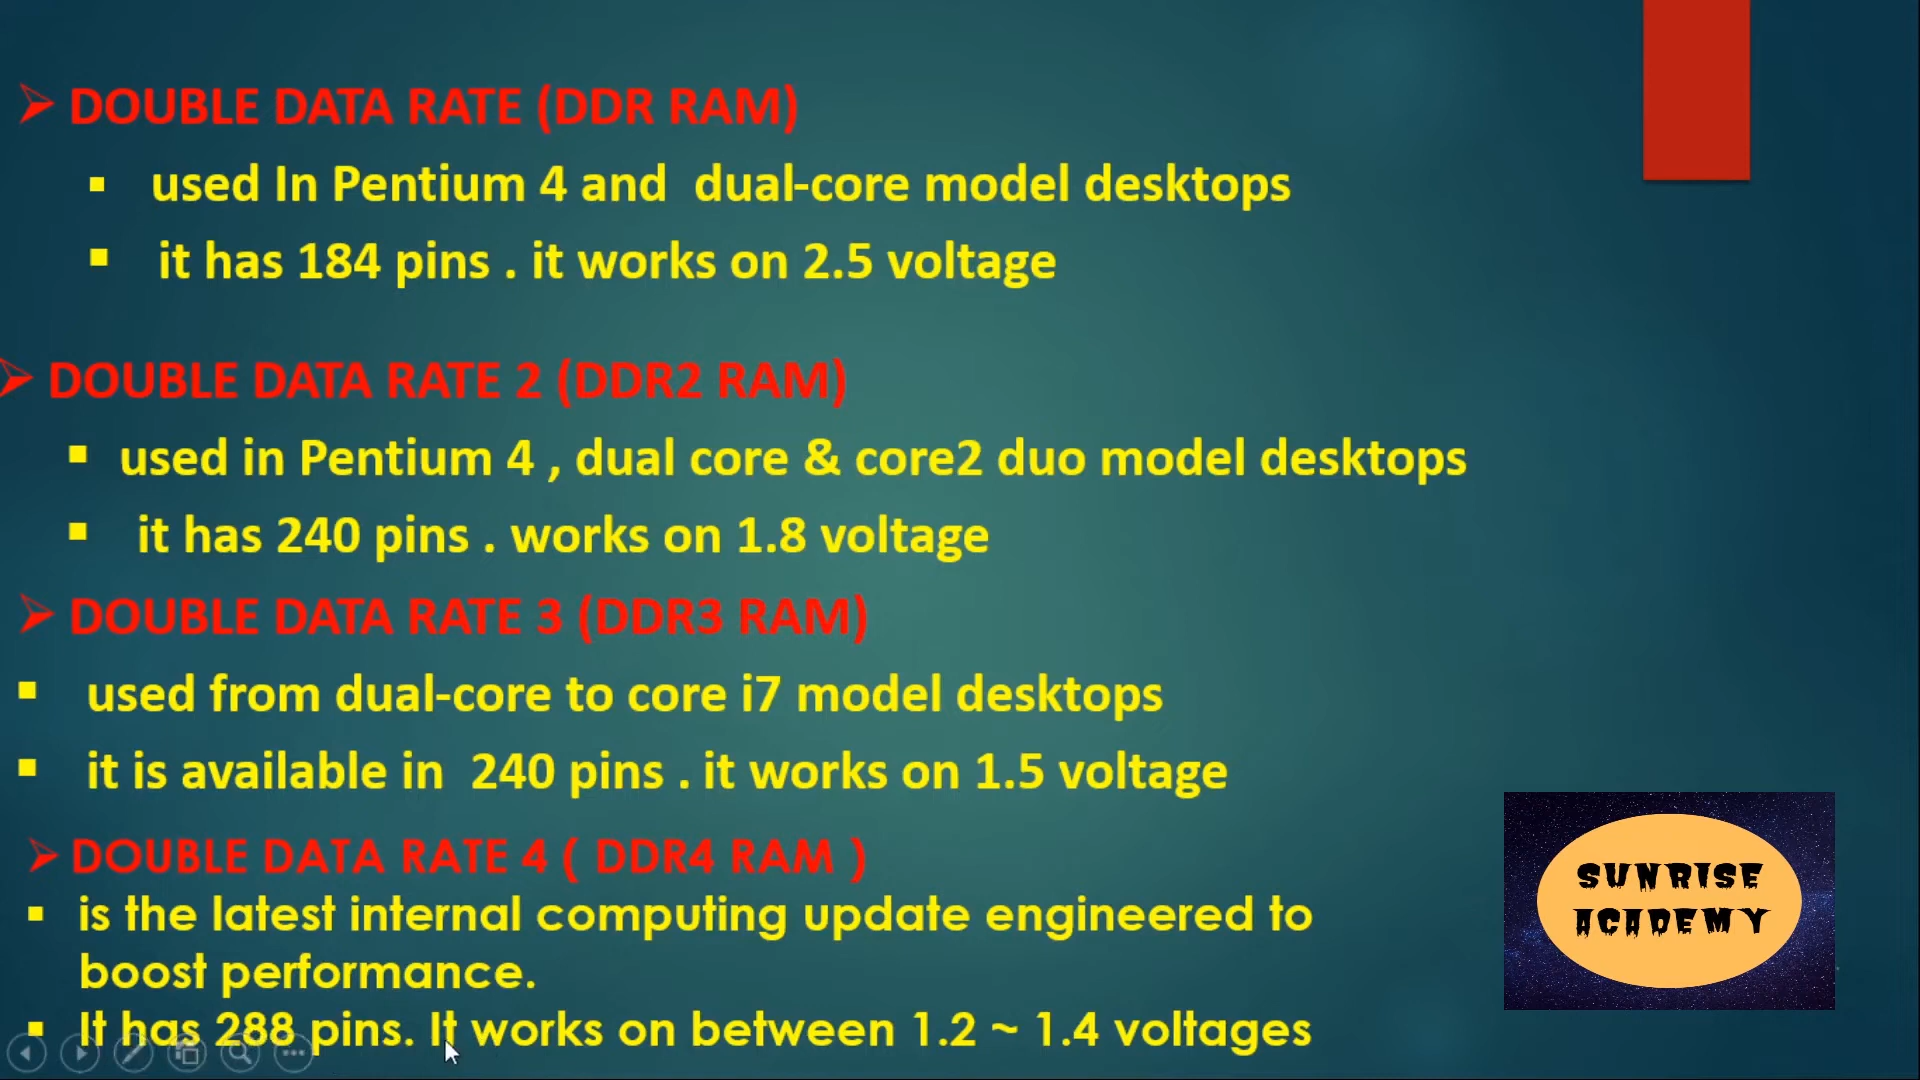 ➢ DOUBLE DATA RATE (DDR RAM)
▪ used In Pentium 4 and dual-core model desktops
▪ it has 184 pins . it works on 2.5 voltage
➢ DOUBLE DATA RATE 2 (DDR2 RAM)
▪ used in Pentium 4 , dual core & core2 duo model desktops
▪ it has 240 pins . works on 1.8 voltage
➢ DOUBLE DATA RATE 3 (DDR3 RAM)
▪ used from dual-core to core i7 model desktops
▪ it is available in 240 pins . it works on 1.5 voltage
➢ DOUBLE DATA RATE 4 ( DDR4 RAM )
▪ is the latest internal computing update engineered to
boost performance.
▪ It has 288 pins. It works on between 1.2 ~ 1.4 voltages
SUNRISE
ACADEMY